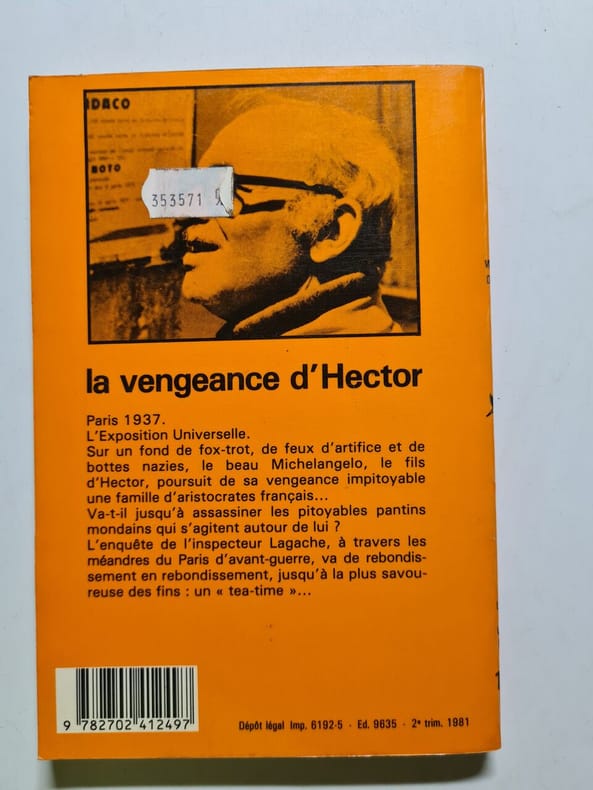 NDACO
MOTO
353571
la vengeance d'Hector
Paris 1937.
L'Exposition Universelle.
Sur un fond de fox-trot, de feux d'artifice et de
bottes nazies, le beau Michelangelo, le fils
d'Hector, poursuit de sa vengeance impitoyable
une famille d'aristocrates français...
Va-t-il jusqu'à assassiner les pitoyables pantins
mondains qui s'agitent autour de lui ?
L'enquête de l'inspecteur Lagache, à travers les
méandres du Paris d'avant-guerre, va de rebondis-
sement en rebondissement, jusqu'à la plus savou-
reuse des fins : un « tea-time »...
9 782702 412497
Dépôt légal Imp. 6192-5 - Ed. 9635 - 2e trim. 1981